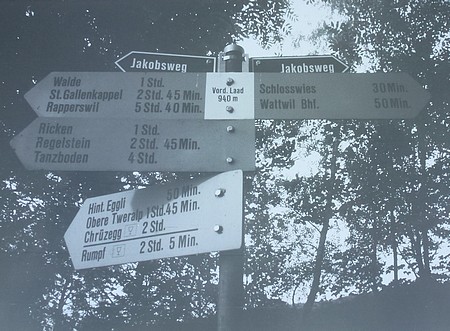 Jakobsweg
Jakobsweg
Vord. Laad
940 m
Walde 1 Std.
St. Gallenkappel 2 Std. 45 Min.
Rapperswil 5 Std. 40 Min.
Schlosswies 30 Min.
Wattwil Bhf. 50 Min.
Ricken 1 Std.
Regelstein 2 Std. 45 Min.
Tanzboden 4 Std.
Hint. Eggli 50 Min.
Obere Tweralp 1 Std. 45 Min.
Chrüzegg 2 Std.
Rumpf 2 Std. 5 Min.